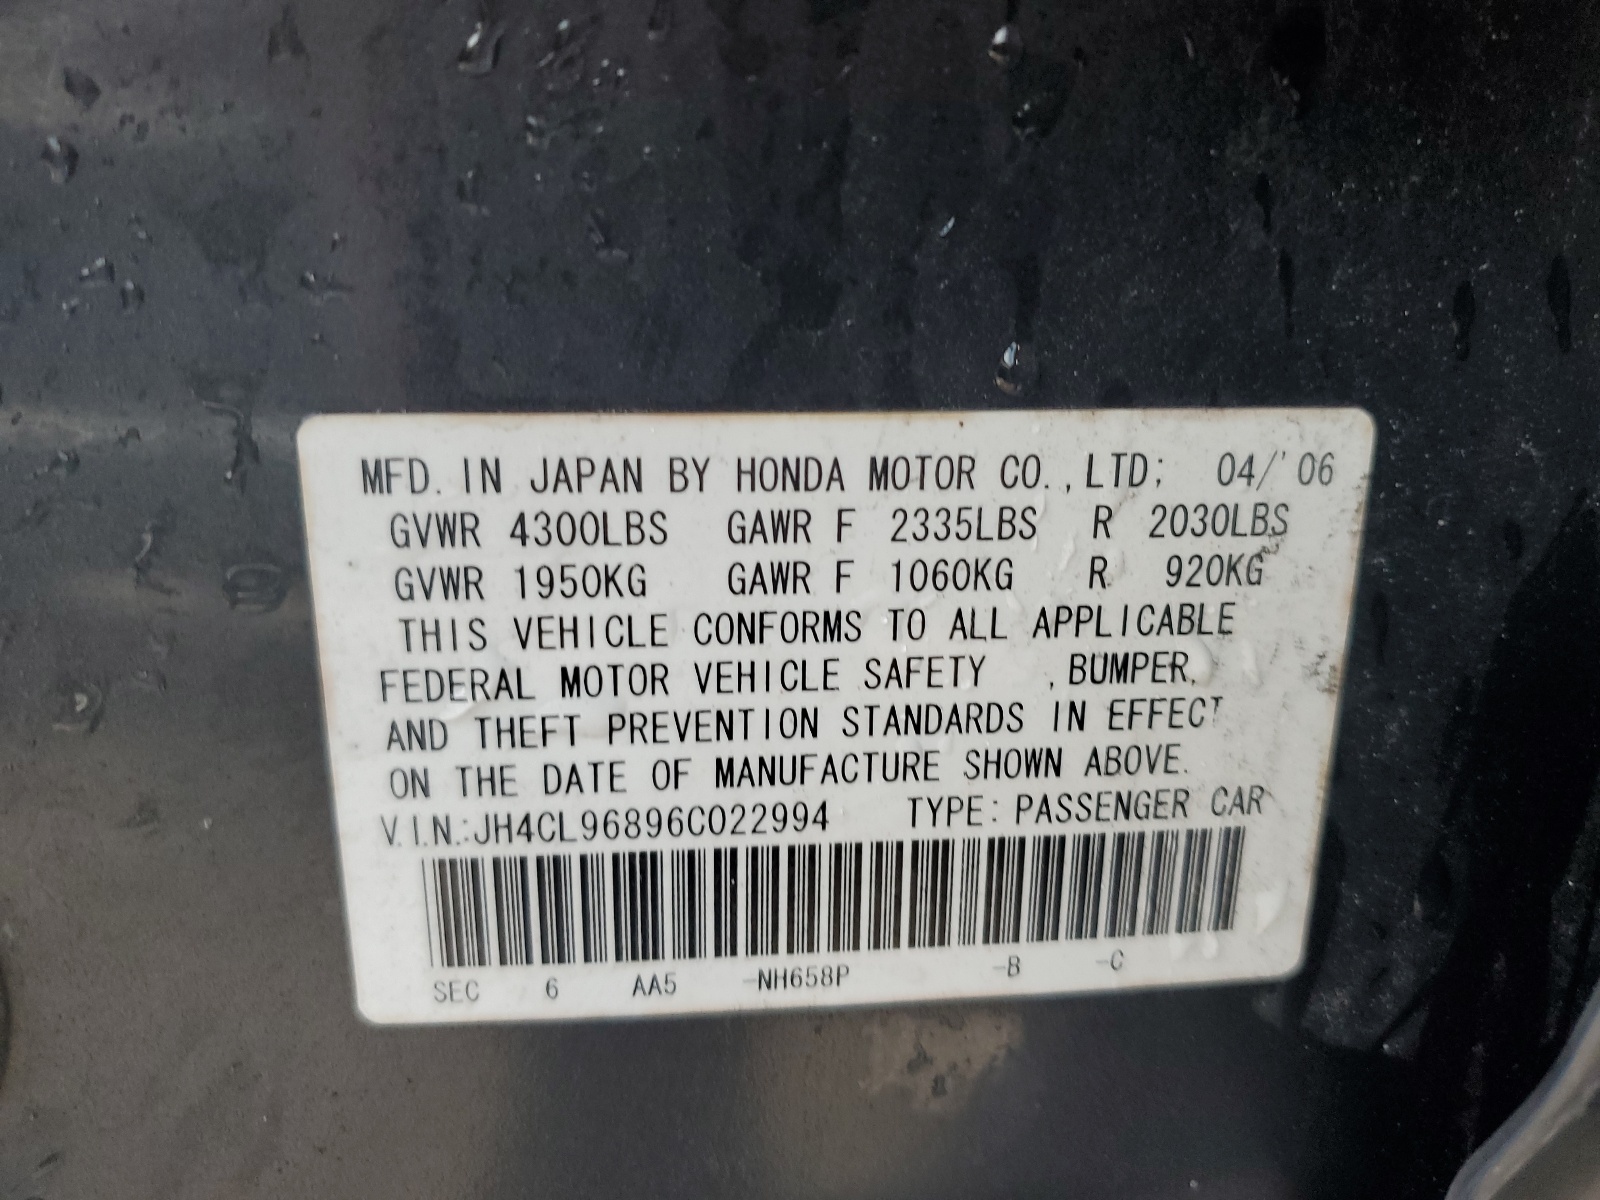 MFD. IN JAPAN BY HONDA MOTOR CO.,LTD; 04/'06
GVWR 4300LBS GAWR F 2335LBS R 2030LBS
GVWR 1950KG GAWR F 1060KG R 920KG
THIS VEHICLE CONFORMS TO ALL APPLICABLE
FEDERAL MOTOR VEHICLE SAFETY , BUMPER,
AND THEFT PREVENTION STANDARDS IN EFFECT
ON THE DATE OF MANUFACTURE SHOWN ABOVE.
V.I.N.:JH4CL96896C022994 TYPE: PASSENGER CAR
SEC 6 AA5 -NH658P -B -C